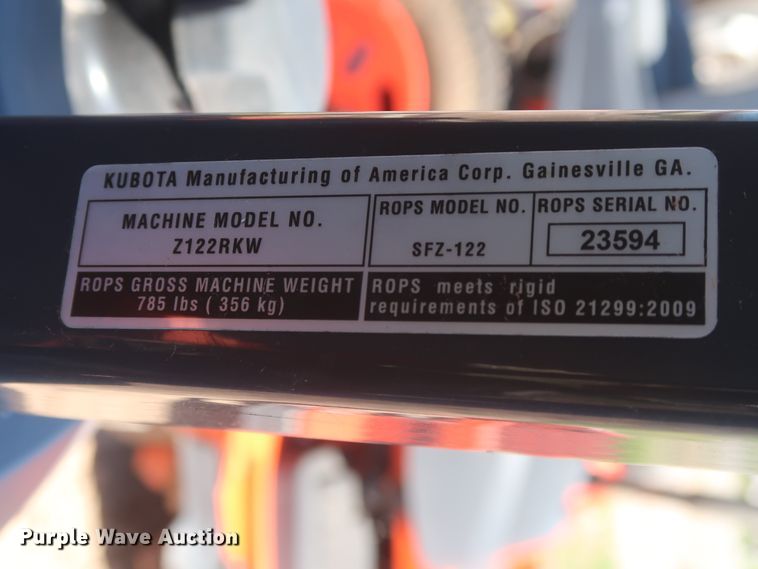 KUBOTA Manufacturing of America Corp. Gainesville GA.
MACHINE MODEL NO.
Z122RKW
ROPS MODEL NO.
SFZ-122
ROPS SERIAL NO.
23594
ROPS GROSS MACHINE WEIGHT
785 lbs ( 356 kg)
ROPS meets rigid
requirements of ISO 21299:2009
Purple Wave Auction